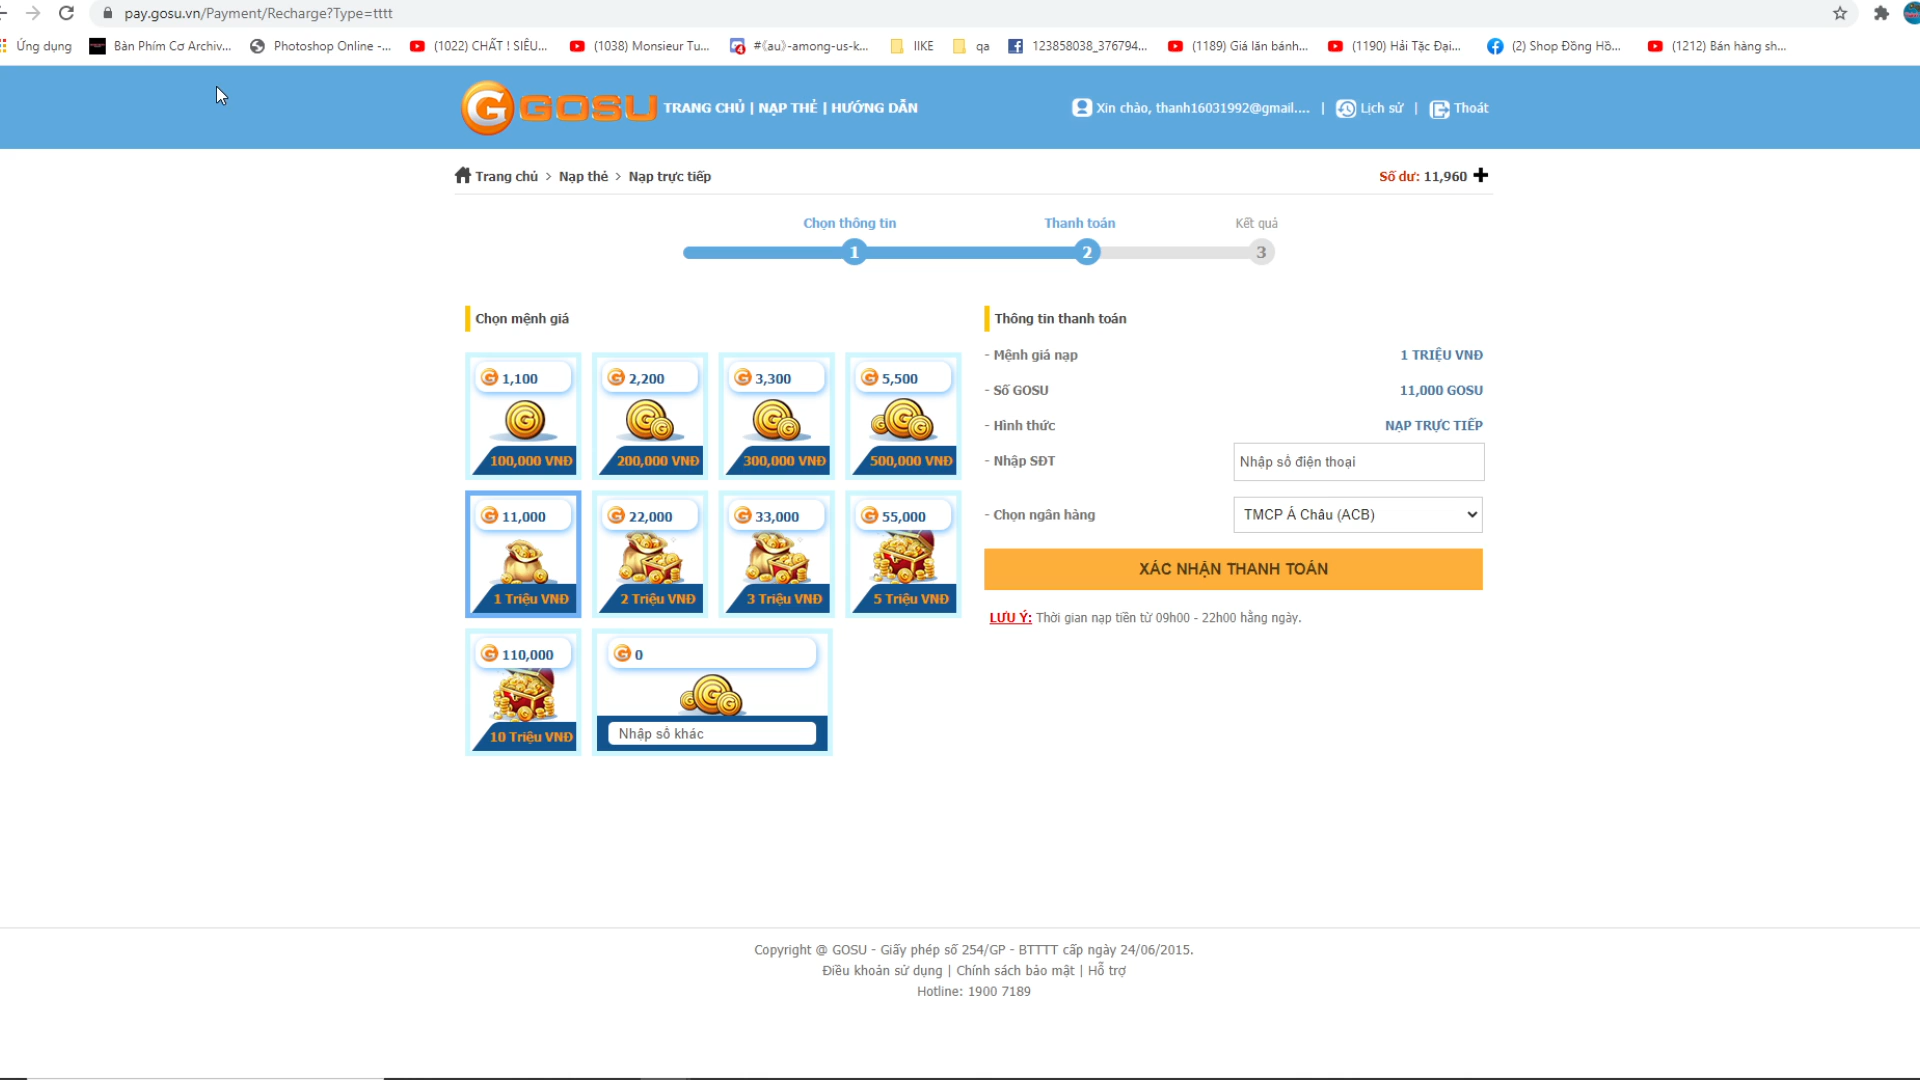 pay.gosu.vn/Payment/Recharge?Type=tttt
Ứng dụng Bàn Phím Cơ Archiv... Photoshop Online -... (1022) CHẤT ! SIÊU... (1038) Monsieur Tu... #《au》-among-us-k... IIKE qa 123858038_376794... (1189) Giá lăn bánh... (1190) Hải Tặc Đại... (2) Shop Đồng Hồ... (1212) Bán hàng sh...
GOSU TRANG CHỦ | NẠP THẺ | HƯỚNG DẪN Xin chào, thanh16031992@gmail.... | Lịch sử | Thoát
Trang chủ > Nạp thẻ > Nạp trực tiếp Số dư: 11,960
Chọn thông tin Thanh toán Kết quả
1 2 3
Chọn mệnh giá
1,100 2,200 3,300 5,500
100,000 VNĐ 200,000 VNĐ 300,000 VNĐ 500,000 VNĐ
11,000 22,000 33,000 55,000
1 Triệu VNĐ 2 Triệu VNĐ 3 Triệu VNĐ 5 Triệu VNĐ
110,000 0
10 Triệu VNĐ Nhập số khác
Thông tin thanh toán
- Mệnh giá nạp 1 TRIỆU VNĐ
- Số GOSU 11,000 GOSU
- Hình thức NẠP TRỰC TIẾP
- Nhập SĐT Nhập số điện thoại
- Chọn ngân hàng TMCP Á Châu (ACB)
XÁC NHẬN THANH TOÁN
LƯU Ý: Thời gian nạp tiền từ 09h00 - 22h00 hằng ngày.
Copyright @ GOSU - Giấy phép số 254/GP - BTTTT cấp ngày 24/06/2015.
Điều khoản sử dụng | Chính sách bảo mật | Hỗ trợ
Hotline: 1900 7189